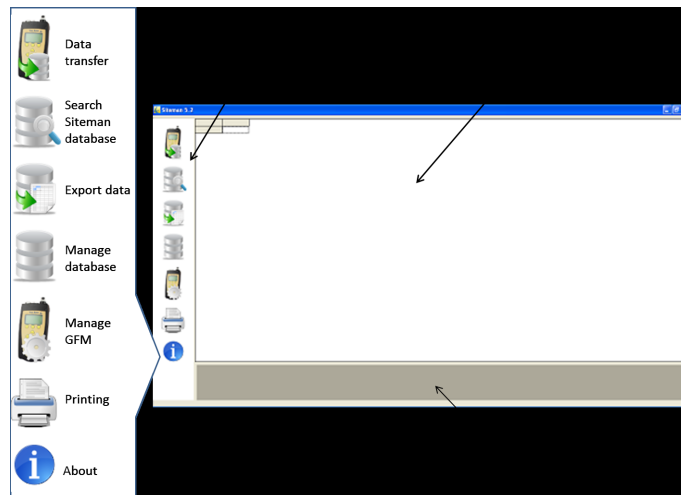 Data
transfer
Search
Siteman
database
Export data
Manage
database
Manage
GFM
Printing
About
Siteman 5.2